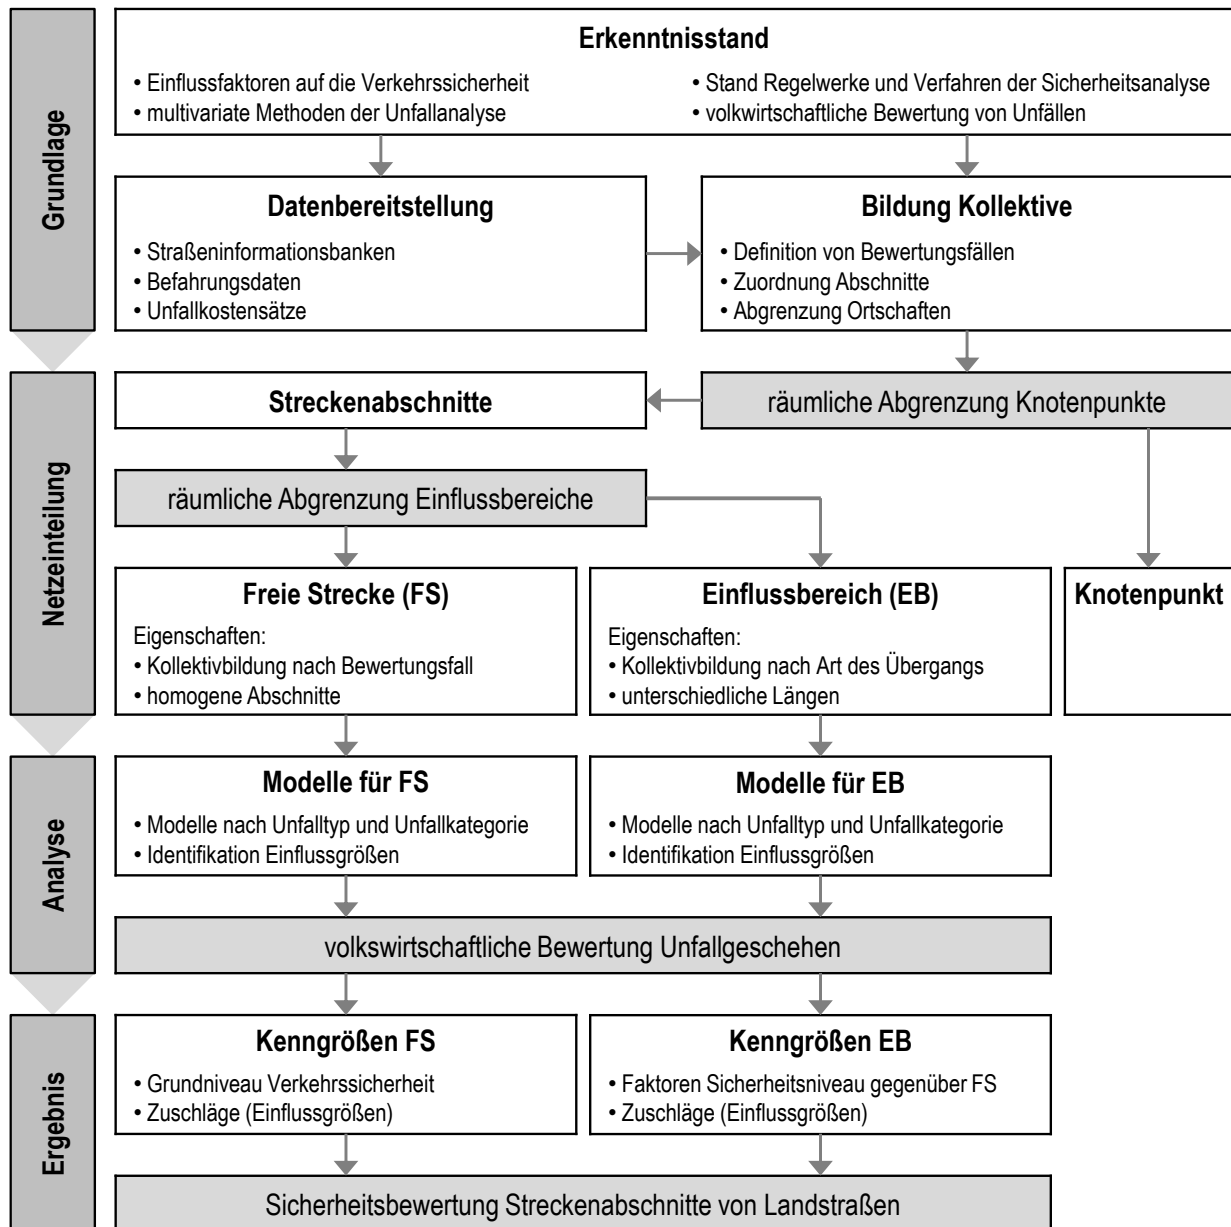 Grundlage
Erkenntnisstand
• Einflussfaktoren auf die Verkehrssicherheit
• multivariate Methoden der Unfallanalyse
• Stand Regelwerke und Verfahren der Sicherheitsanalyse
• volkwirtschaftliche Bewertung von Unfällen
Datenbereitstellung
• Straßeninformationsbanken
• Befahrungsdaten
• Unfallkostensätze
Bildung Kollektive
• Definition von Bewertungsfällen
• Zuordnung Abschnitte
• Abgrenzung Ortschaften
Netzeinteilung
Streckenabschnitte
räumliche Abgrenzung Knotenpunkte
räumliche Abgrenzung Einflussbereiche
Freie Strecke (FS)
Eigenschaften:
• Kollektivbildung nach Bewertungsfall
• homogene Abschnitte
Einflussbereich (EB)
Eigenschaften:
• Kollektivbildung nach Art des Übergangs
• unterschiedliche Längen
Knotenpunkt
Analyse
Modelle für FS
• Modelle nach Unfalltyp und Unfallkategorie
• Identifikation Einflussgrößen
Modelle für EB
• Modelle nach Unfalltyp und Unfallkategorie
• Identifikation Einflussgrößen
volkswirtschaftliche Bewertung Unfallgeschehen
Ergebnis
Kenngrößen FS
• Grundniveau Verkehrssicherheit
• Zuschläge (Einflussgrößen)
Kenngrößen EB
• Faktoren Sicherheitsniveau gegenüber FS
• Zuschläge (Einflussgrößen)
Sicherheitsbewertung Streckenabschnitte von Landstraßen